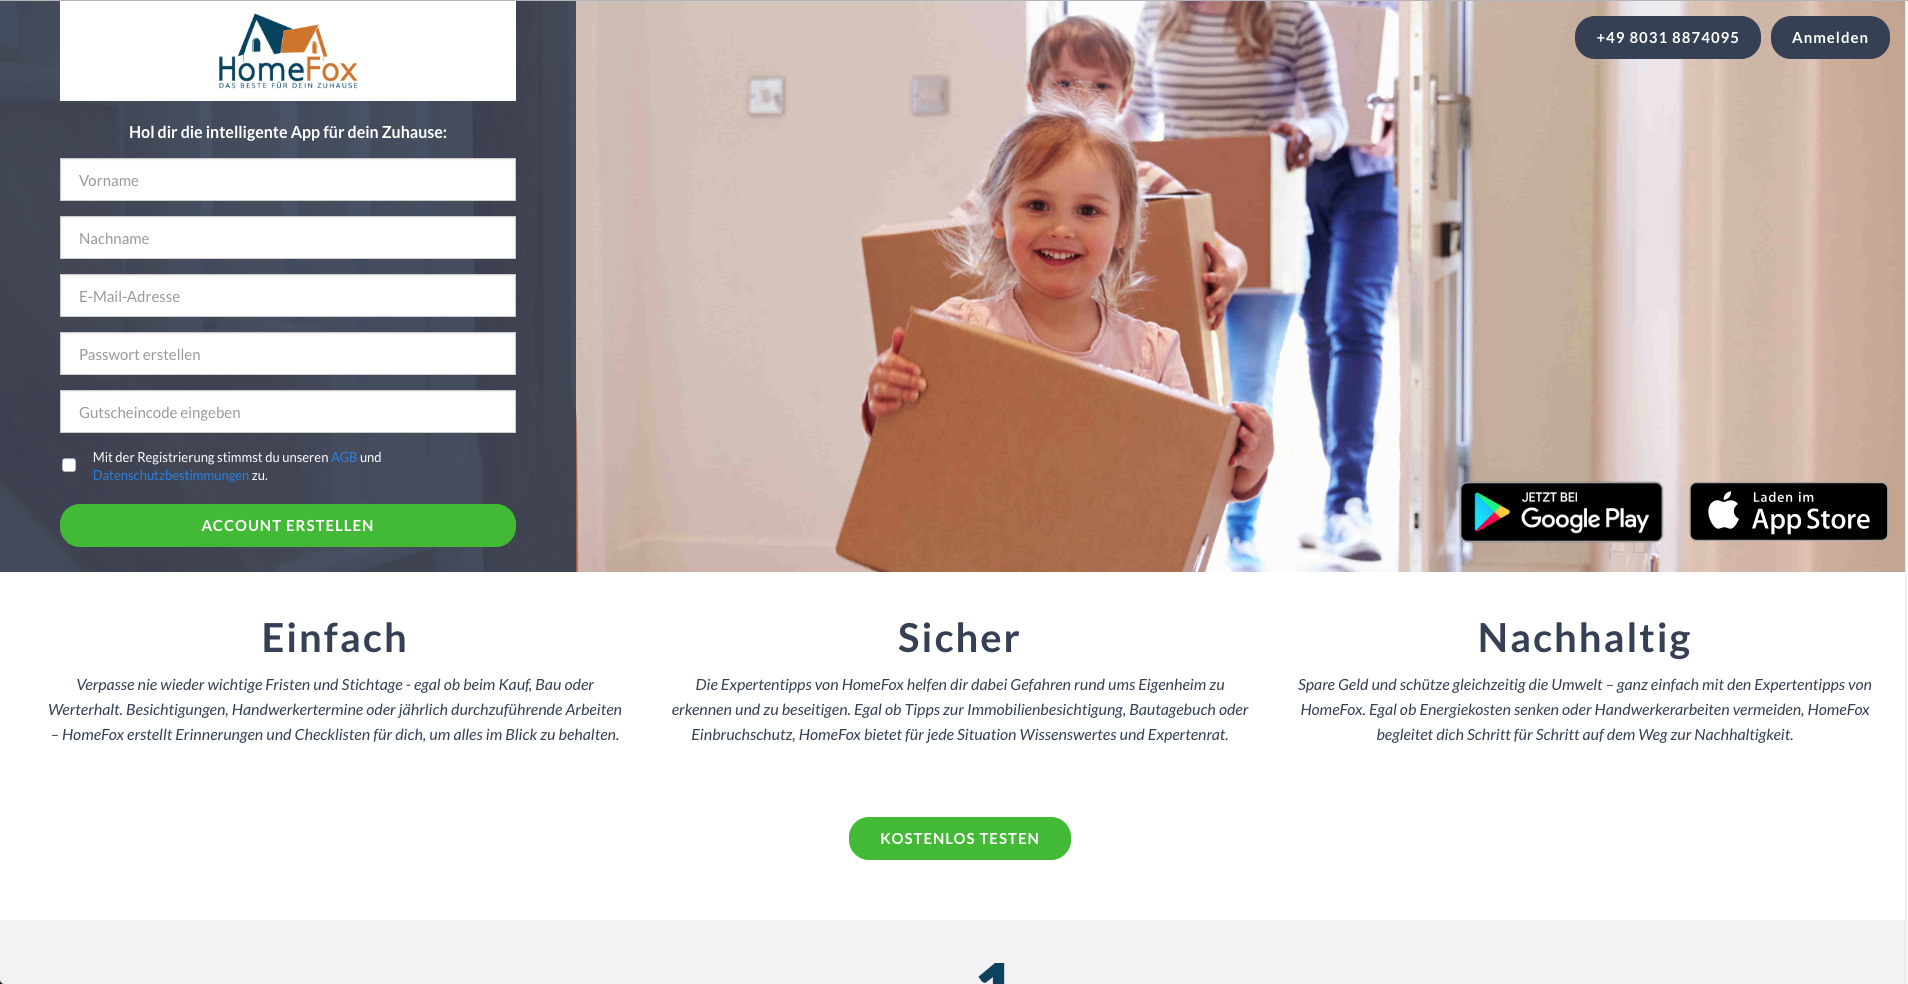 HomeFox
DAS BESTE FÜR DEIN ZUHAUSE
Hol dir die intelligente App für dein Zuhause:
Vorname
Nachname
E-Mail-Adresse
Passwort erstellen
Gutscheincode eingeben
Mit der Registrierung stimmst du unseren AGB und
Datenschutzbestimmungen zu.
ACCOUNT ERSTELLEN
+49 8031 8874095
Anmelden
JETZT BEI
Google Play
Laden im
App Store
Einfach
Verpasse nie wieder wichtige Fristen und Stichtage - egal ob beim Kauf, Bau oder
Werterhalt. Besichtigungen, Handwerkertermine oder jährlich durchzuführende Arbeiten
– HomeFox erstellt Erinnerungen und Checklisten für dich, um alles im Blick zu behalten.
Sicher
Die Expertentipps von HomeFox helfen dir dabei Gefahren rund ums Eigenheim zu
erkennen und zu beseitigen. Egal ob Tipps zur Immobilienbesichtigung, Bautagebuch oder
Einbruchschutz, HomeFox bietet für jede Situation Wissenswertes und Expertenrat.
Nachhaltig
Spare Geld und schütze gleichzeitig die Umwelt – ganz einfach mit den Expertentipps von
HomeFox. Egal ob Energiekosten senken oder Handwerkerarbeiten vermeiden, HomeFox
begleitet dich Schritt für Schritt auf dem Weg zur Nachhaltigkeit.
KOSTENLOS TESTEN
1